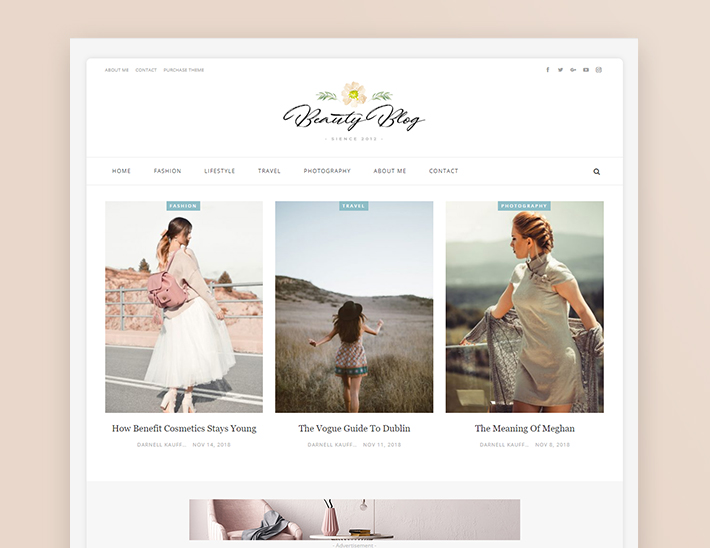 ABOUT ME CONTACT PURCHASE THEME
Beauty Blog
- SIENCE 2012 -
HOME FASHION LIFESTYLE TRAVEL PHOTOGRAPHY ABOUT ME CONTACT
FASHION
TRAVEL
PHOTOGRAPHY
How Benefit Cosmetics Stays Young
DARNELL KAUFF... NOV 14, 2018
The Vogue Guide To Dublin
DARNELL KAUFF... NOV 11, 2018
The Meaning Of Meghan
DARNELL KAUFF... NOV 8, 2018
- Advertisement -